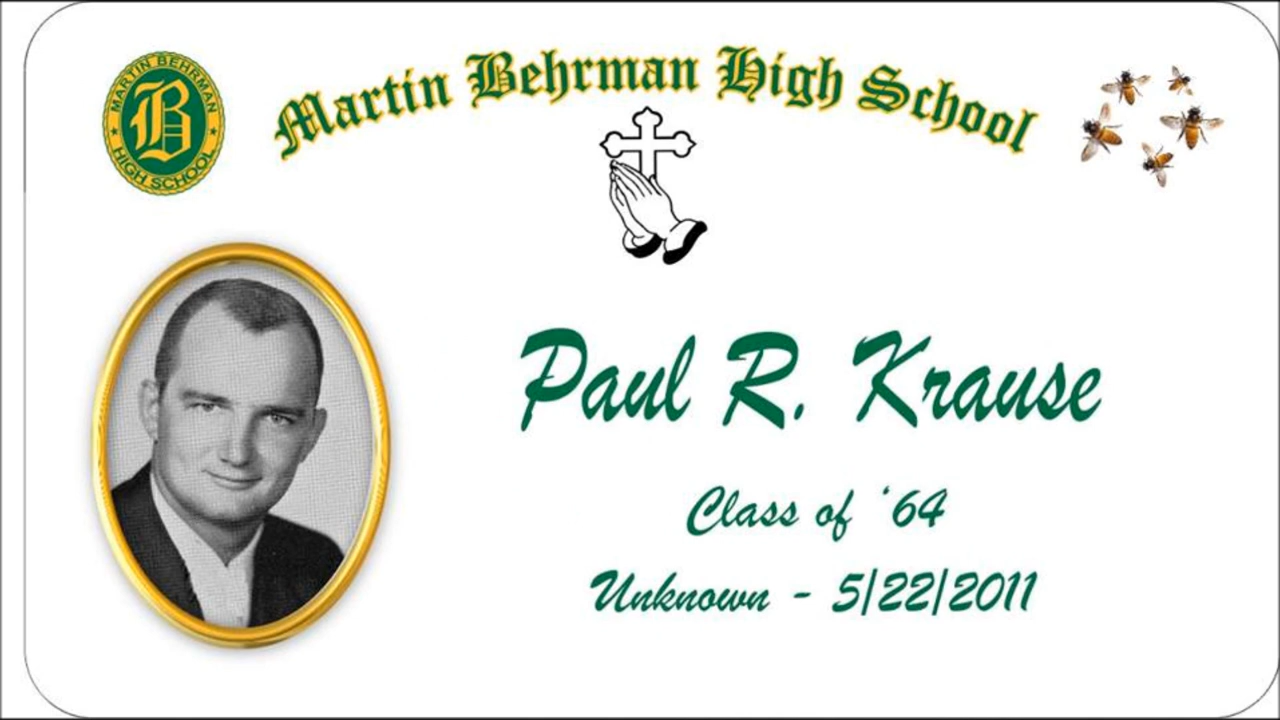 Martin Behrman High School
MARTIN BEHRMAN
B
HIGH SCHOOL
Paul R. Krause
Class of ‘64
Unknown - 5/22/2011